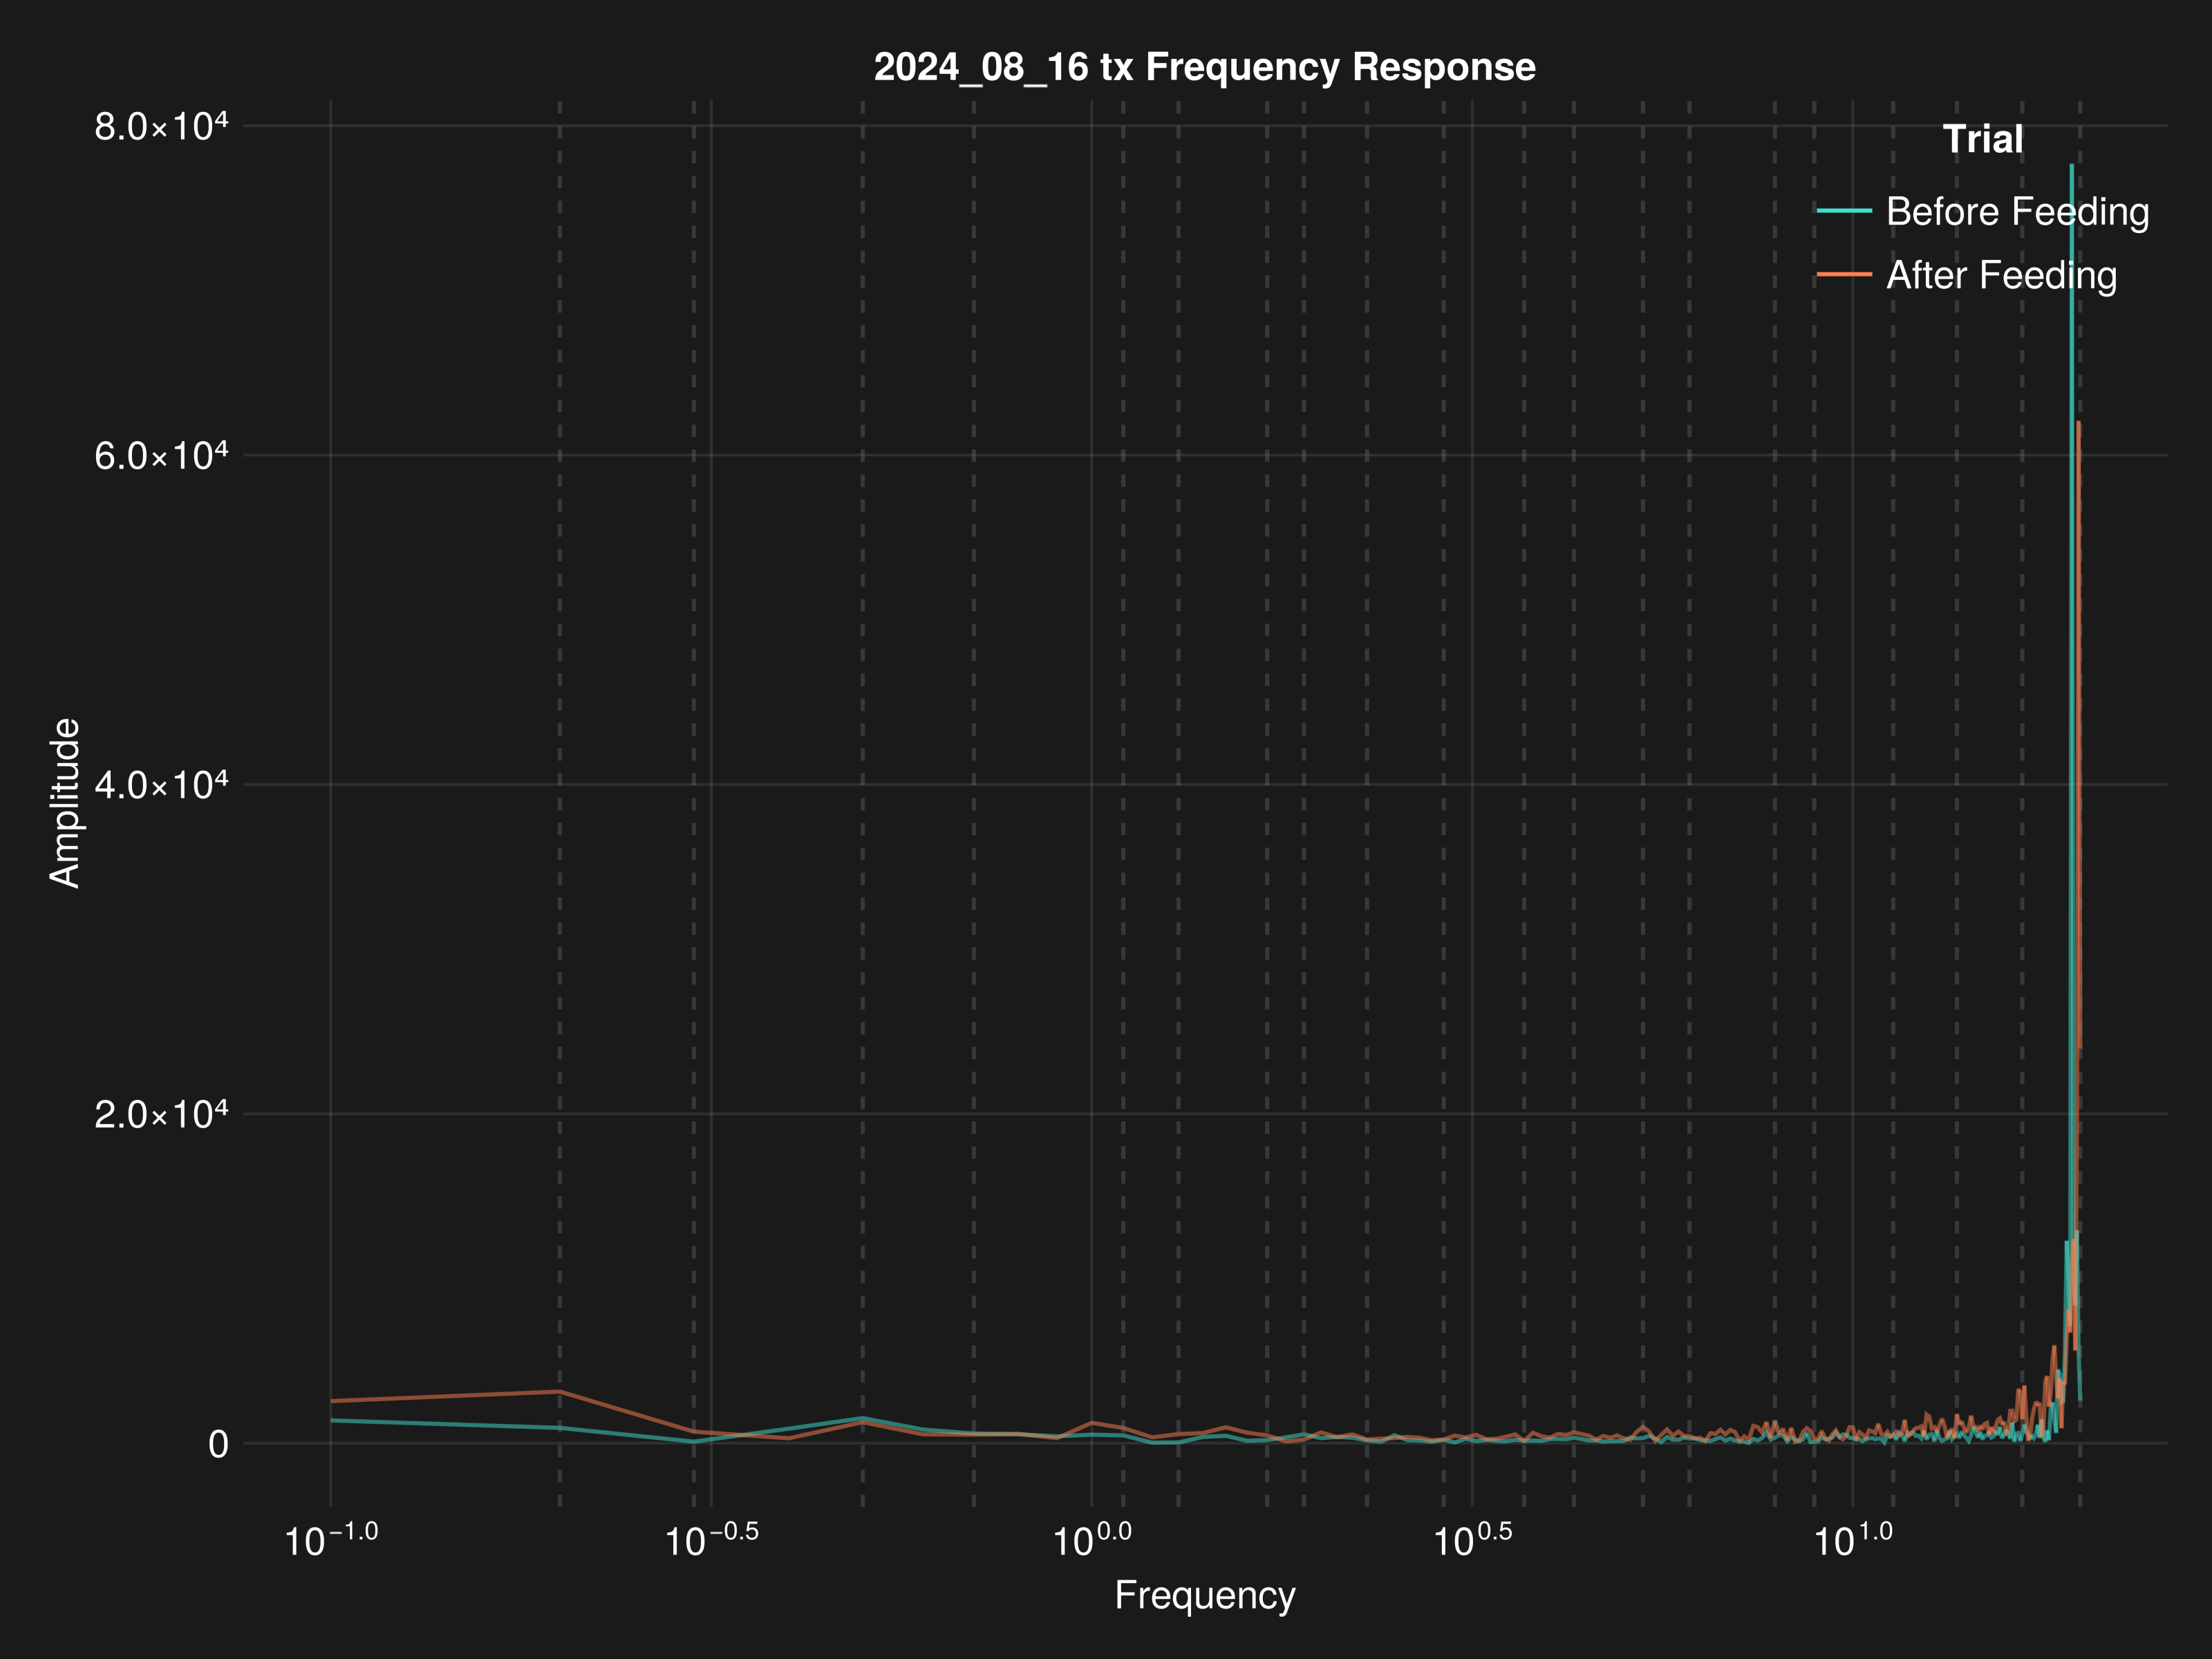 2024_08_16 tx Frequency Response
Trial
Before Feeding
After Feeding
8.0×10⁴
6.0×10⁴
4.0×10⁴
2.0×10⁴
0
Amplitude
10⁻¹·⁰
10⁻⁰·⁵
10⁰·⁰
10⁰·⁵
10¹·⁰
Frequency